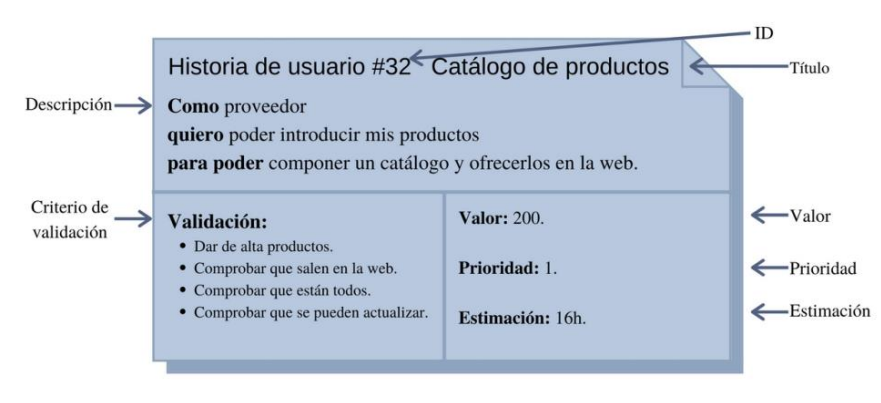 ID
Historia de usuario #32 Catálogo de productos
Título
Descripción
Como proveedor
quiero poder introducir mis productos
para poder componer un catálogo y ofrecerlos en la web.
Criterio de
validación
Validación:
• Dar de alta productos.
• Comprobar que salen en la web.
• Comprobar que están todos.
• Comprobar que se pueden actualizar.
Valor: 200.
Prioridad: 1.
Estimación: 16h.
Valor
Prioridad
Estimación